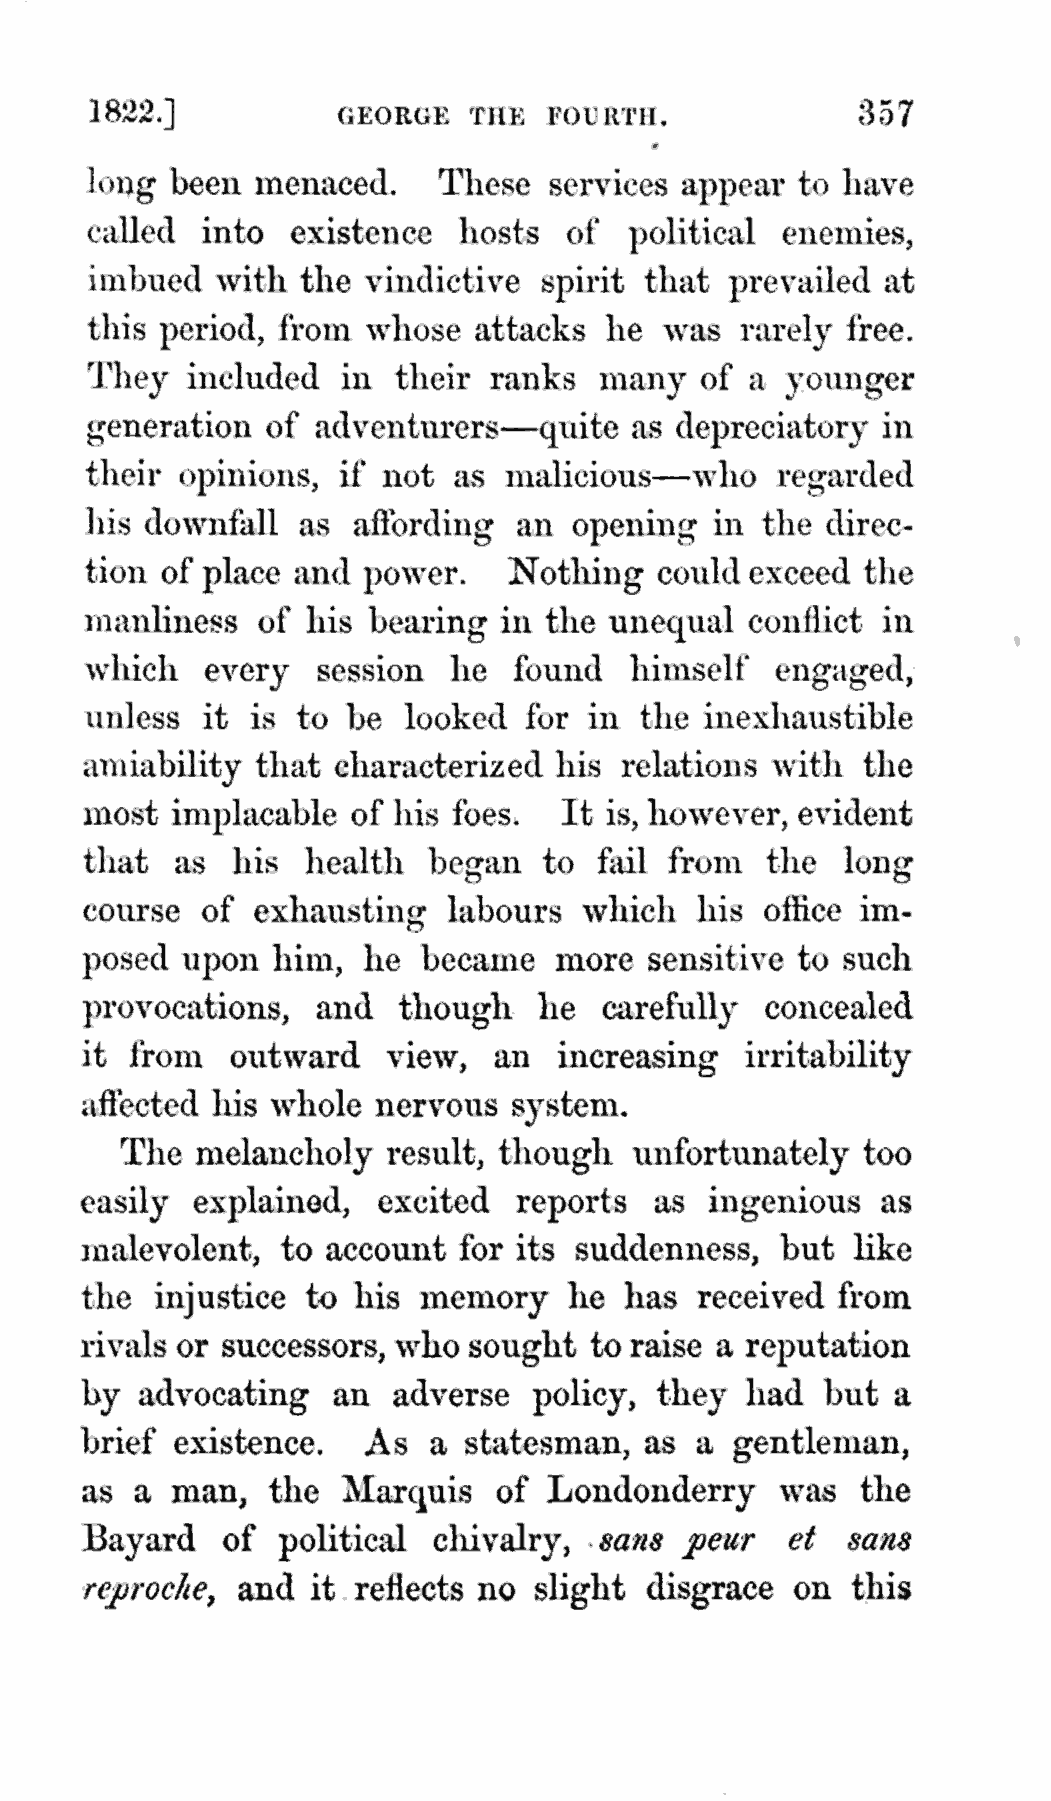 1822.] GEORGE THE FOURTH. 357
long been menaced. These services appear to have
called into existence hosts of political enemies,
imbued with the vindictive spirit that prevailed at
this period, from whose attacks he was rarely free.
They included in their ranks many of a younger
generation of adventurers—quite as depreciatory in
their opinions, if not as malicious—who regarded
his downfall as affording an opening in the direc-
tion of place and power. Nothing could exceed the
manliness of his bearing in the unequal conflict in
which every session he found himself engaged,
unless it is to be looked for in the inexhaustible
amiability that characterized his relations with the
most implacable of his foes. It is, however, evident
that as his health began to fail from the long
course of exhausting labours which his office im-
posed upon him, he became more sensitive to such
provocations, and though he carefully concealed
it from outward view, an increasing irritability
affected his whole nervous system.
The melancholy result, though unfortunately too
easily explained, excited reports as ingenious as
malevolent, to account for its suddenness, but like
the injustice to his memory he has received from
rivals or successors, who sought to raise a reputation
by advocating an adverse policy, they had but a
brief existence. As a statesman, as a gentleman,
as a man, the Marquis of Londonderry was the
Bayard of political chivalry, sans peur et sans
reproche, and it reflects no slight disgrace on this